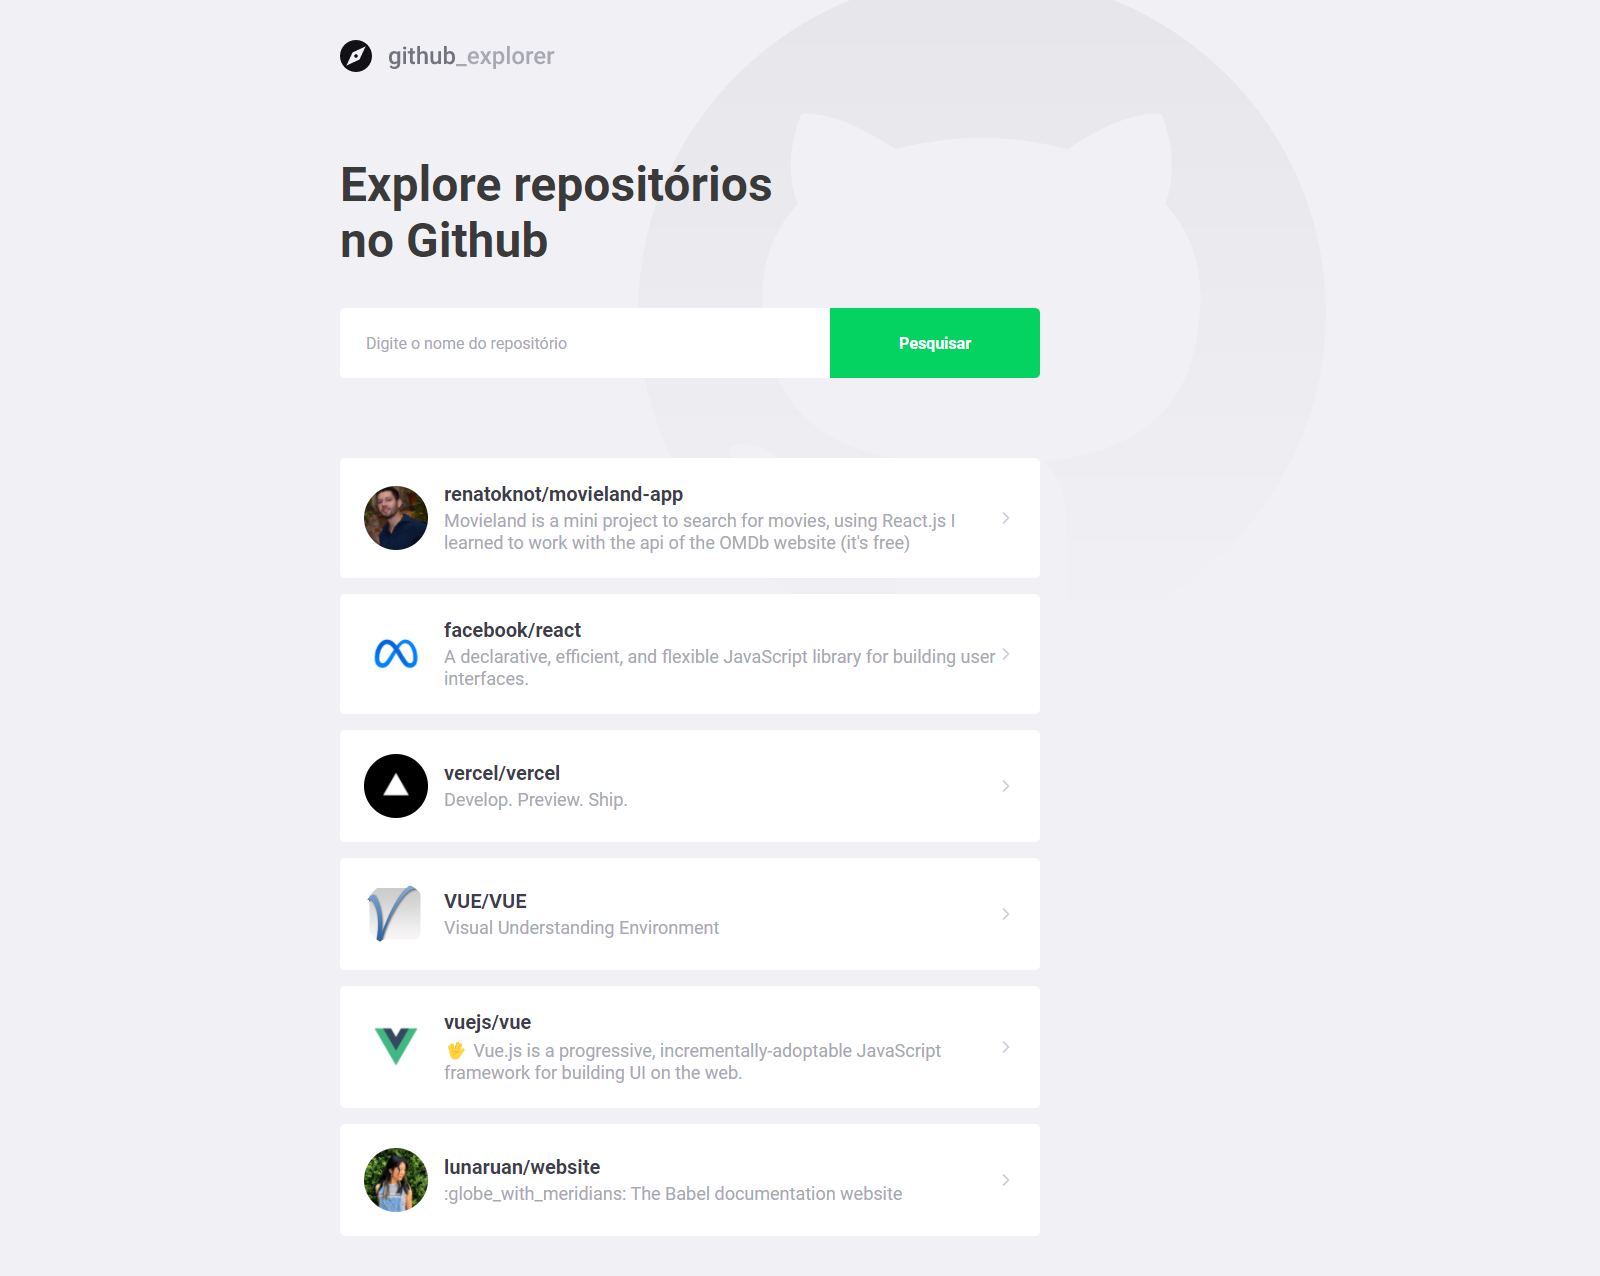 github_explorer
Explore repositórios
no Github
Digite o nome do repositório
Pesquisar
renatoknot/movieland-app
Movieland is a mini project to search for movies, using React.js I
learned to work with the api of the OMDb website (it's free)
facebook/react
A declarative, efficient, and flexible JavaScript library for building user
interfaces.
vercel/vercel
Develop. Preview. Ship.
VUE/VUE
Visual Understanding Environment
vuejs/vue
🖖 Vue.js is a progressive, incrementally-adoptable JavaScript
framework for building UI on the web.
lunaruan/website
:globe_with_meridians: The Babel documentation website